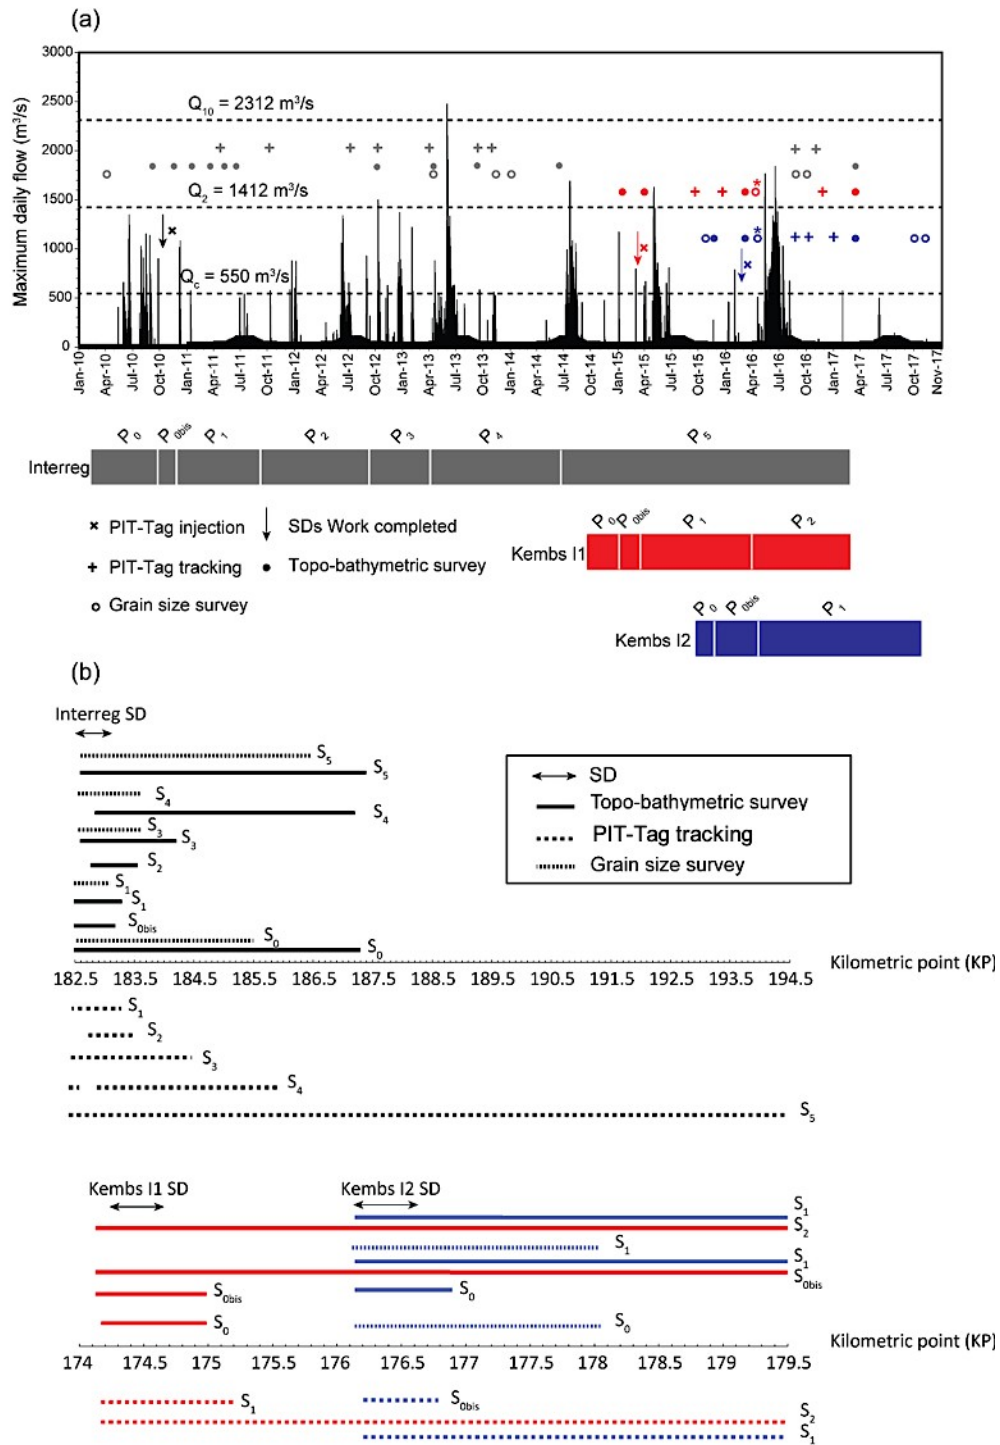 (a)
Maximum daily flow (m³/s)
3000
2500
2000
1500
1000
500
0
Q₁₀ = 2312 m³/s
Q₂ = 1412 m³/s
Q꜀ = 550 m³/s
Jan-10 Apr-10 Jul-10 Oct-10 Jan-11 Apr-11 Jul-11 Oct-11 Jan-12 Apr-12 Jul-12 Oct-12 Jan-13 Apr-13 Jul-13 Oct-13 Jan-14 Apr-14 Jul-14 Oct-14 Jan-15 Apr-15 Jul-15 Oct-15 Jan-16 Apr-16 Jul-16 Oct-16 Jan-17 Apr-17 Jul-17 Oct-17 Nov-17
P₀ P₀bis P₁ P₂ P₃ P₄ P₅
Interreg
PIT-Tag injection
SDs Work completed
PIT-Tag tracking
Topo-bathymetric survey
Grain size survey
P₀ P₀bis P₁ P₂
Kembs I1
P₀ P₀bis P₁
Kembs I2
(b)
Interreg SD
S₅
S₅
S₄
S₄
S₃
S₃
S₂
S₁
S₁
S₀bis
S₀
S₀
SD
Topo-bathymetric survey
PIT-Tag tracking
Grain size survey
182.5 183.5 184.5 185.5 186.5 187.5 188.5 189.5 190.5 191.5 192.5 193.5 194.5
Kilometric point (KP)
S₁
S₂
S₃
S₄
S₅
Kembs I1 SD
Kembs I2 SD
S₁
S₂
S₁
S₁
S₀bis
S₀bis
S₀
S₀
S₀
174 174.5 175 175.5 176 176.5 177 177.5 178 178.5 179 179.5
Kilometric point (KP)
S₁
S₀bis
S₂
S₁